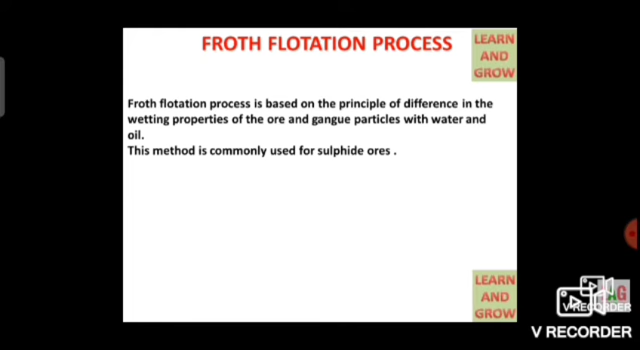 FROTH FLOTATION PROCESS
LEARN
AND
GROW
Froth flotation process is based on the principle of difference in the
wetting properties of the ore and gangue particles with water and
oil.
This method is commonly used for sulphide ores .
LEARN
AND
GROW
V RECORDER
V RECORDER